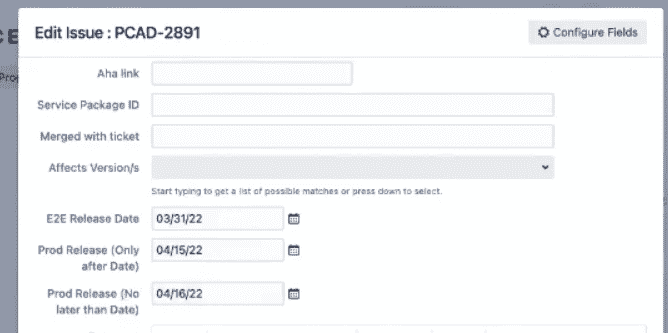 CE
Edit Issue : PCAD-2891
Configure Fields
Aha link
Service Package ID
Merged with ticket
Affects Version/s
Start typing to get a list of possible matches or press down to select.
E2E Release Date
03/31/22
Prod Release (Only
after Date)
04/15/22
Prod Release (No
later than Date)
04/16/22